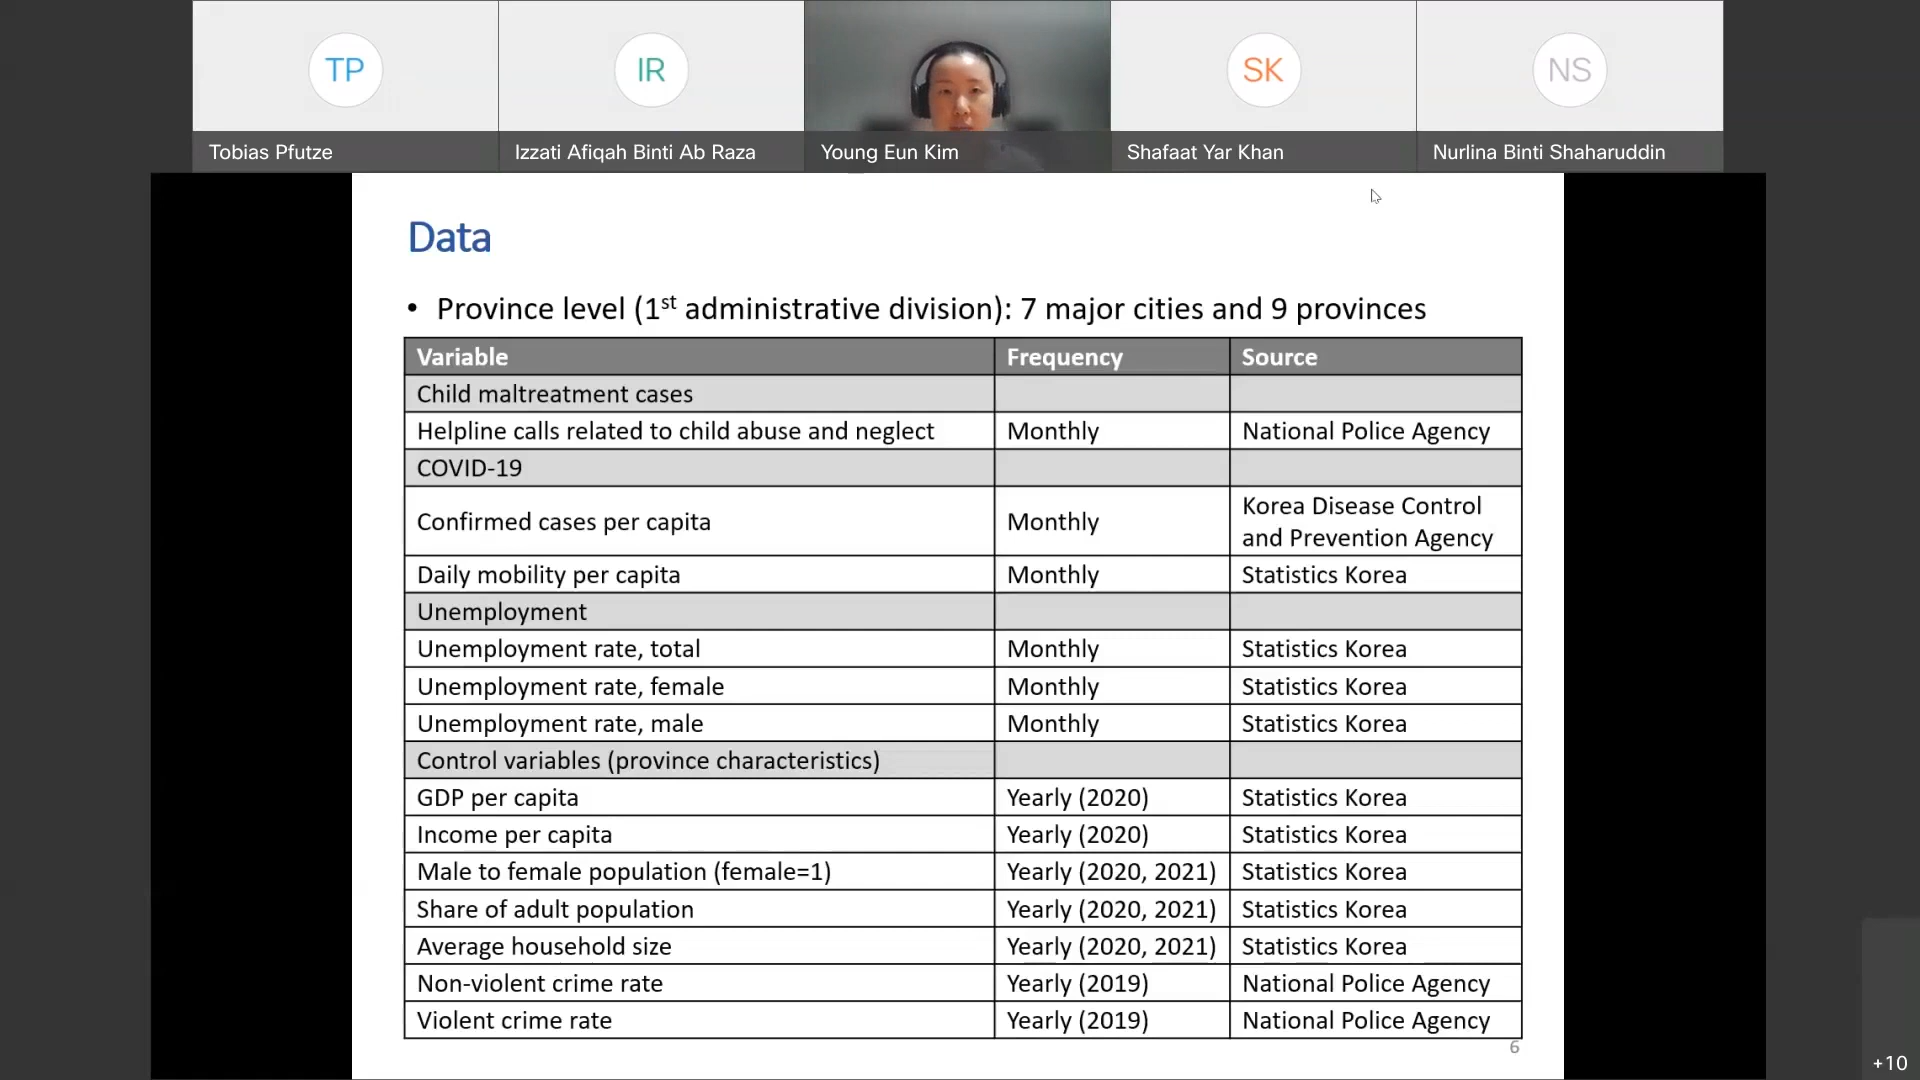 TP
IR
SK
NS
Tobias Pfutze
Izzati Afiqah Binti Ab Raza
Young Eun Kim
Shafaat Yar Khan
Nurlina Binti Shaharuddin
Data
• Province level (1st administrative division): 7 major cities and 9 provinces
Variable Frequency Source
Child maltreatment cases
Helpline calls related to child abuse and neglect Monthly National Police Agency
COVID-19
Confirmed cases per capita Monthly Korea Disease Control
and Prevention Agency
Daily mobility per capita Monthly Statistics Korea
Unemployment
Unemployment rate, total Monthly Statistics Korea
Unemployment rate, female Monthly Statistics Korea
Unemployment rate, male Monthly Statistics Korea
Control variables (province characteristics)
GDP per capita Yearly (2020) Statistics Korea
Income per capita Yearly (2020) Statistics Korea
Male to female population (female=1) Yearly (2020, 2021) Statistics Korea
Share of adult population Yearly (2020, 2021) Statistics Korea
Average household size Yearly (2020, 2021) Statistics Korea
Non-violent crime rate Yearly (2019) National Police Agency
Violent crime rate Yearly (2019) National Police Agency
6
+10